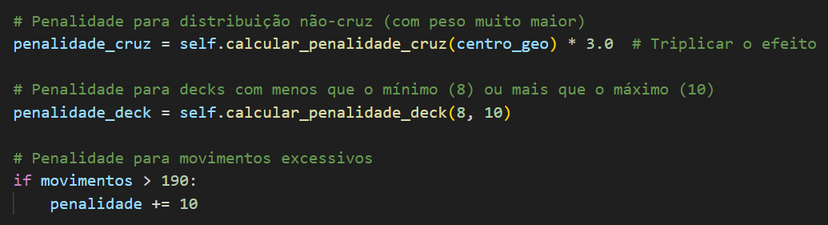 # Penalidade para distribuição não-cruz (com peso muito maior)
penalidade_cruz = self.calcular_penalidade_cruz(centro_geo) * 3.0  # Triplicar o efeito
# Penalidade para decks com menos que o mínimo (8) ou mais que o máximo (10)
penalidade_deck = self.calcular_penalidade_deck(8, 10)
# Penalidade para movimentos excessivos
if movimentos > 190:
    penalidade += 10